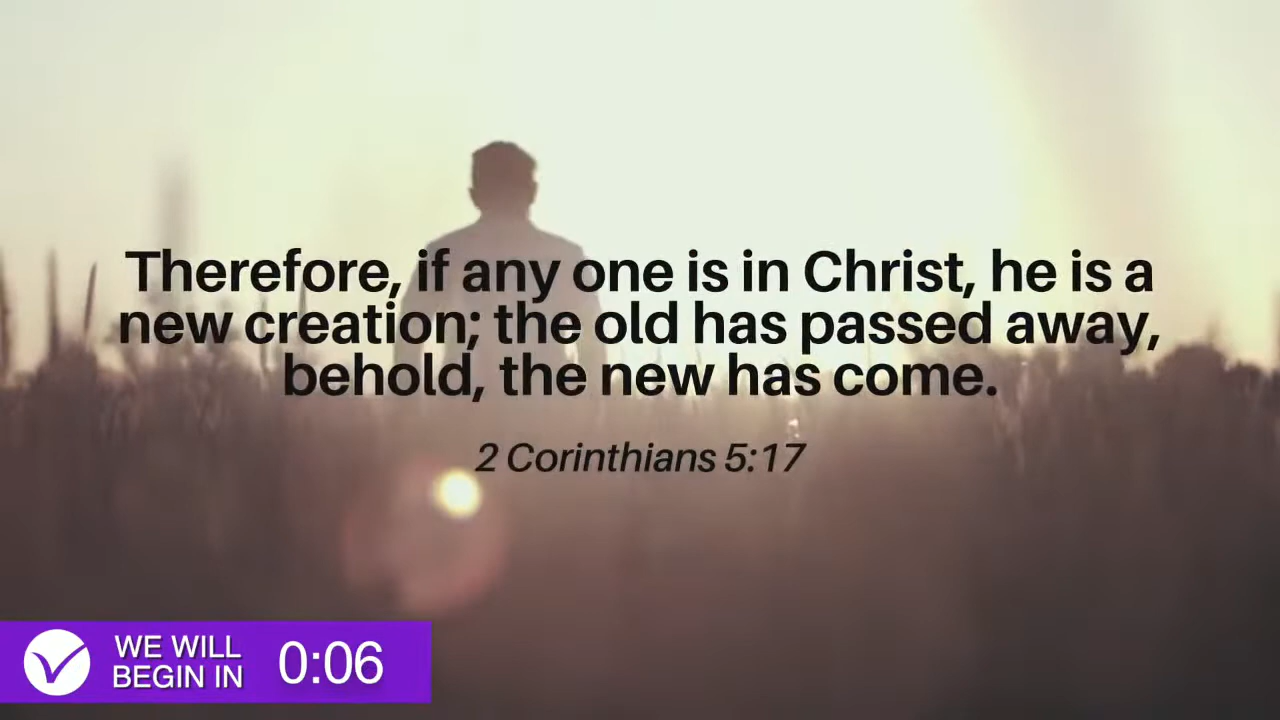 Therefore, if any one is in Christ, he is a
new creation; the old has passed away,
behold, the new has come.
2 Corinthians 5:17
WE WILL
BEGIN IN
0:06